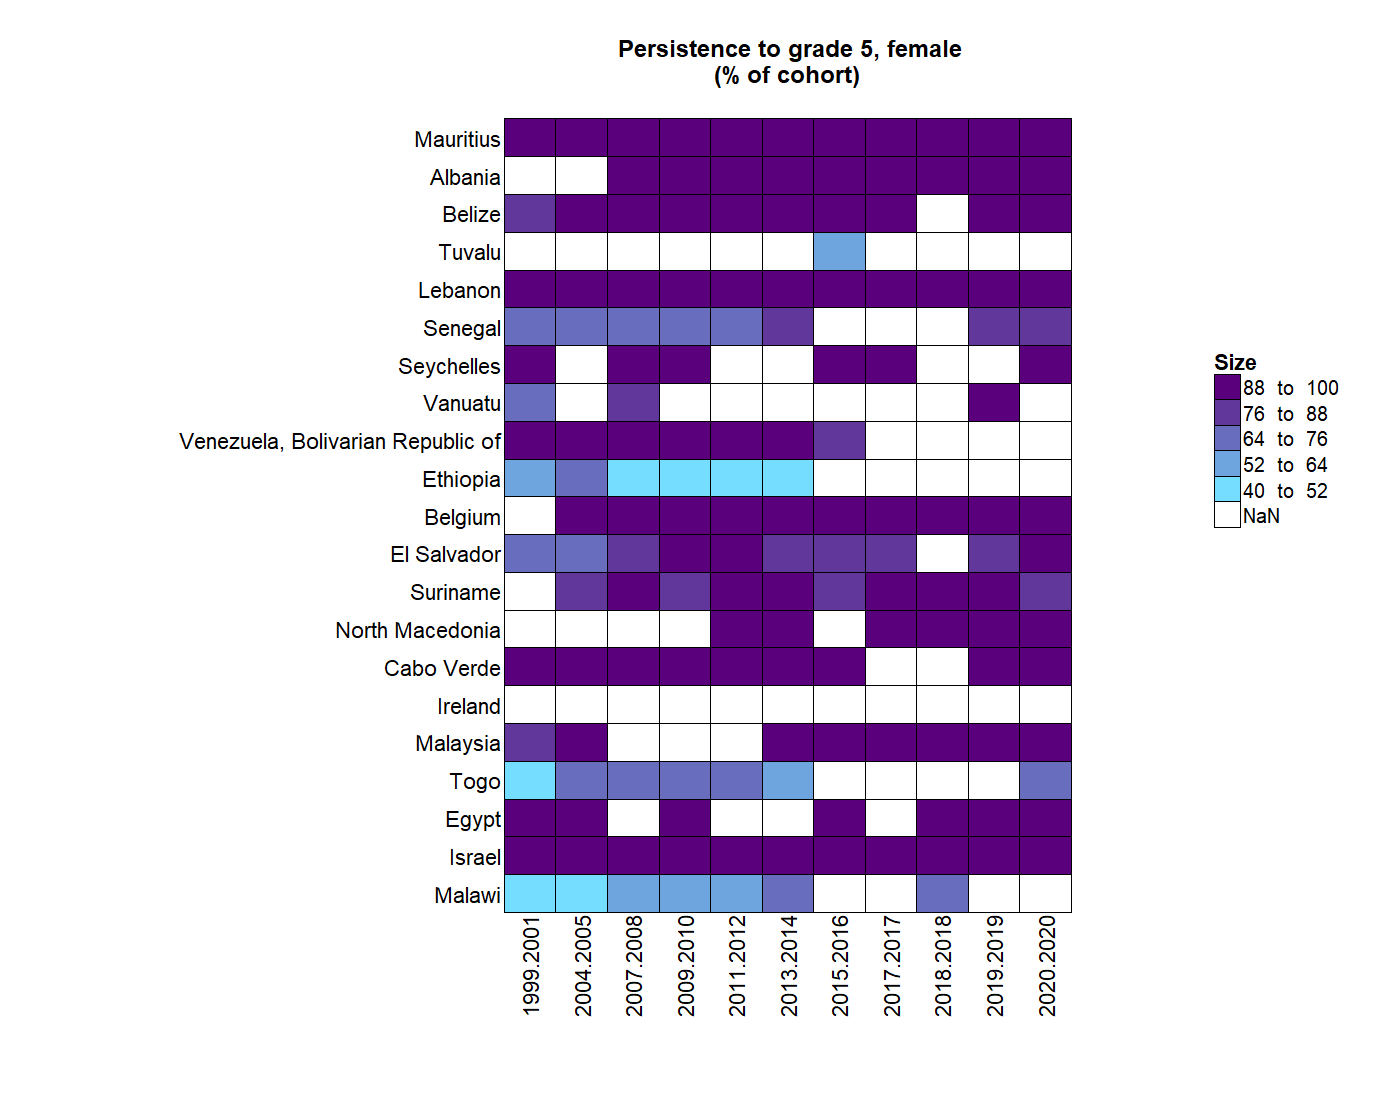 Persistence to grade 5, female
(% of cohort)
Mauritius
Albania
Belize
Tuvalu
Lebanon
Senegal
Seychelles
Vanuatu
Venezuela, Bolivarian Republic of
Ethiopia
Belgium
El Salvador
Suriname
North Macedonia
Cabo Verde
Ireland
Malaysia
Togo
Egypt
Israel
Malawi
1999.2001
2004.2005
2007.2008
2009.2010
2011.2012
2013.2014
2015.2016
2017.2017
2018.2018
2019.2019
2020.2020
Size
88 to 100
76 to 88
64 to 76
52 to 64
40 to 52
NaN